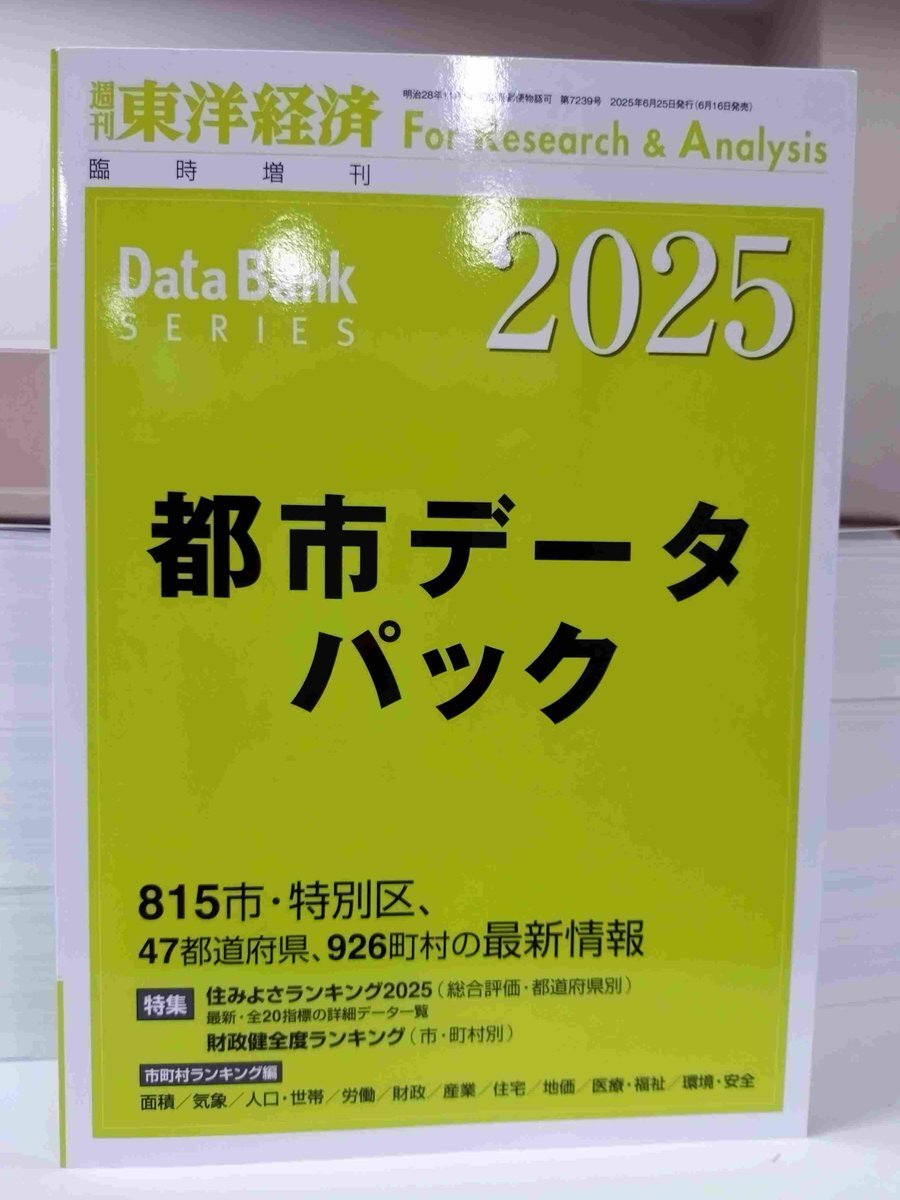 週刊 東洋経済
明治28年11 郵便物認可 第7239号 2025年6月25日発行(6月16日発売)
For Research & Analysis
臨時増刊
Data Bank
SERIES
2025
都市データ
パック
815市・特別区、
47都道府県、926町村の最新情報
特集 住みよさランキング2025(総合評価・都道府県別)
最新・全20指標の詳細データ一覧
財政健全度ランキング(市・町村別)
市町村ランキング編
面積/気象/人口・世帯/労働/財政/産業/住宅/地価/医療・福祉/環境・安全